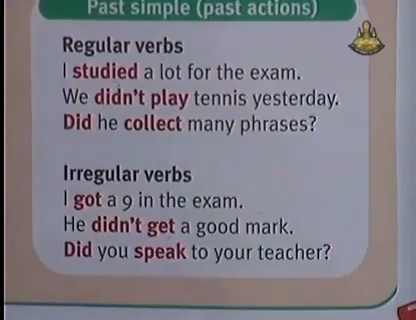 Past simple (past actions)
Regular verbs
I studied a lot for the exam.
We didn't play tennis yesterday.
Did he collect many phrases?
Irregular verbs
I got a 9 in the exam.
He didn't get a good mark.
Did you speak to your teacher?